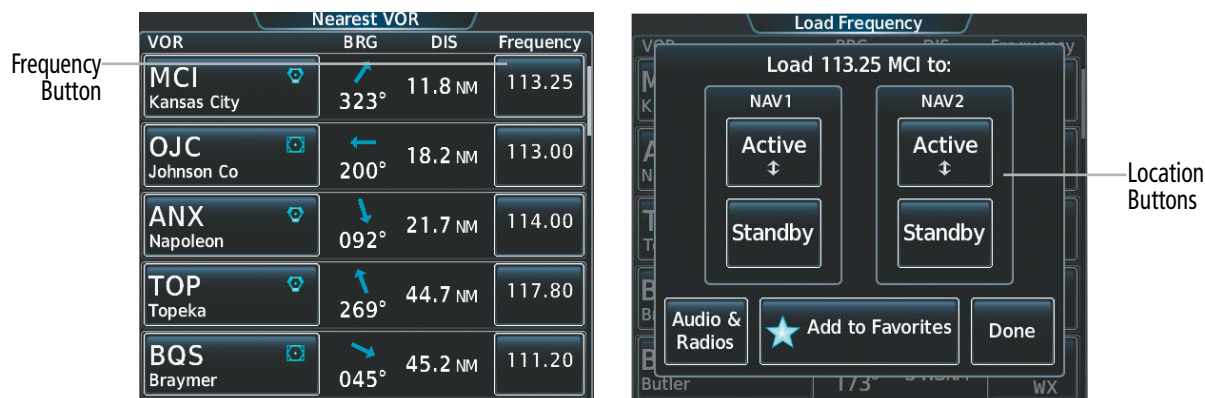 Frequency
Button
Nearest VOR
VOR BRG DIS Frequency
MCI
Kansas City
323°
11.8 NM
113.25
OJC
Johnson Co
200°
18.2 NM
113.00
ANX
Napoleon
092°
21.7 NM
114.00
TOP
Topeka
269°
44.7 NM
117.80
BQS
Braymer
045°
45.2 NM
111.20
Load Frequency
Load 113.25 MCI to:
NAV1
Active
Standby
NAV2
Active
Standby
Audio &
Radios
Add to Favorites
Done
Butler
173°
WX
Location
Buttons